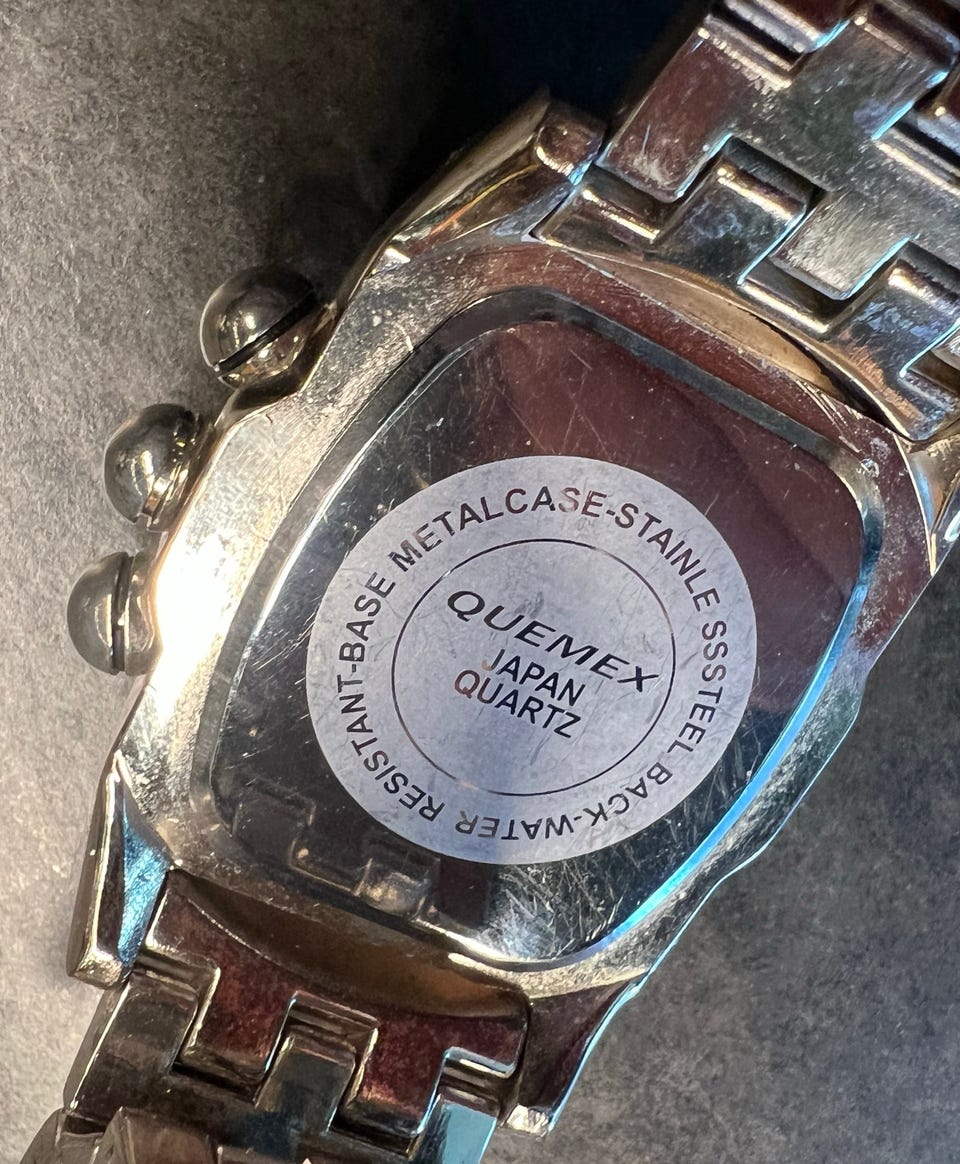 BASE METALCASE-STAINLE SSSTEEL BACK-WATER RESISTANT-
QUEMEX
JAPAN
QUARTZ